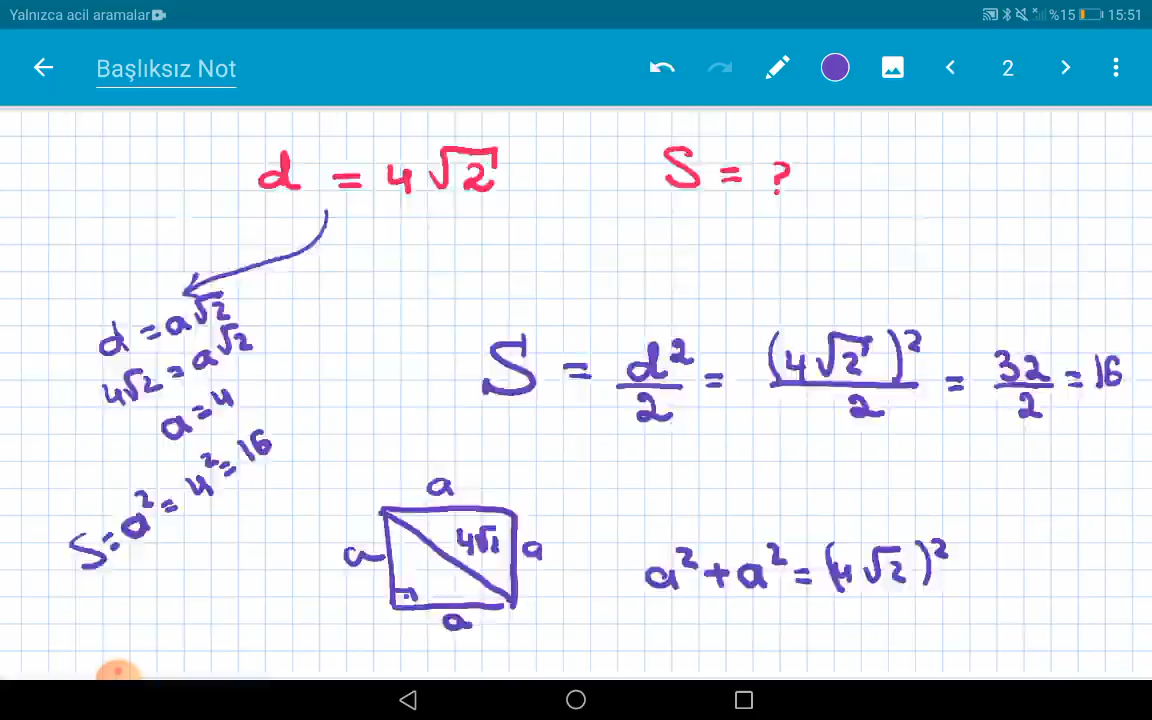 Yalnızca acil aramalar %15 15:51
Başlıksız Not 2
d = 4√2 S = ?
d = a√2
4√2 = a√2
a = 4
S = a² = 4² = 16
S = d²/2 = (4√2)²/2 = 32/2 = 16
a
a 4√2 a
a
a² + a² = (4√2)²